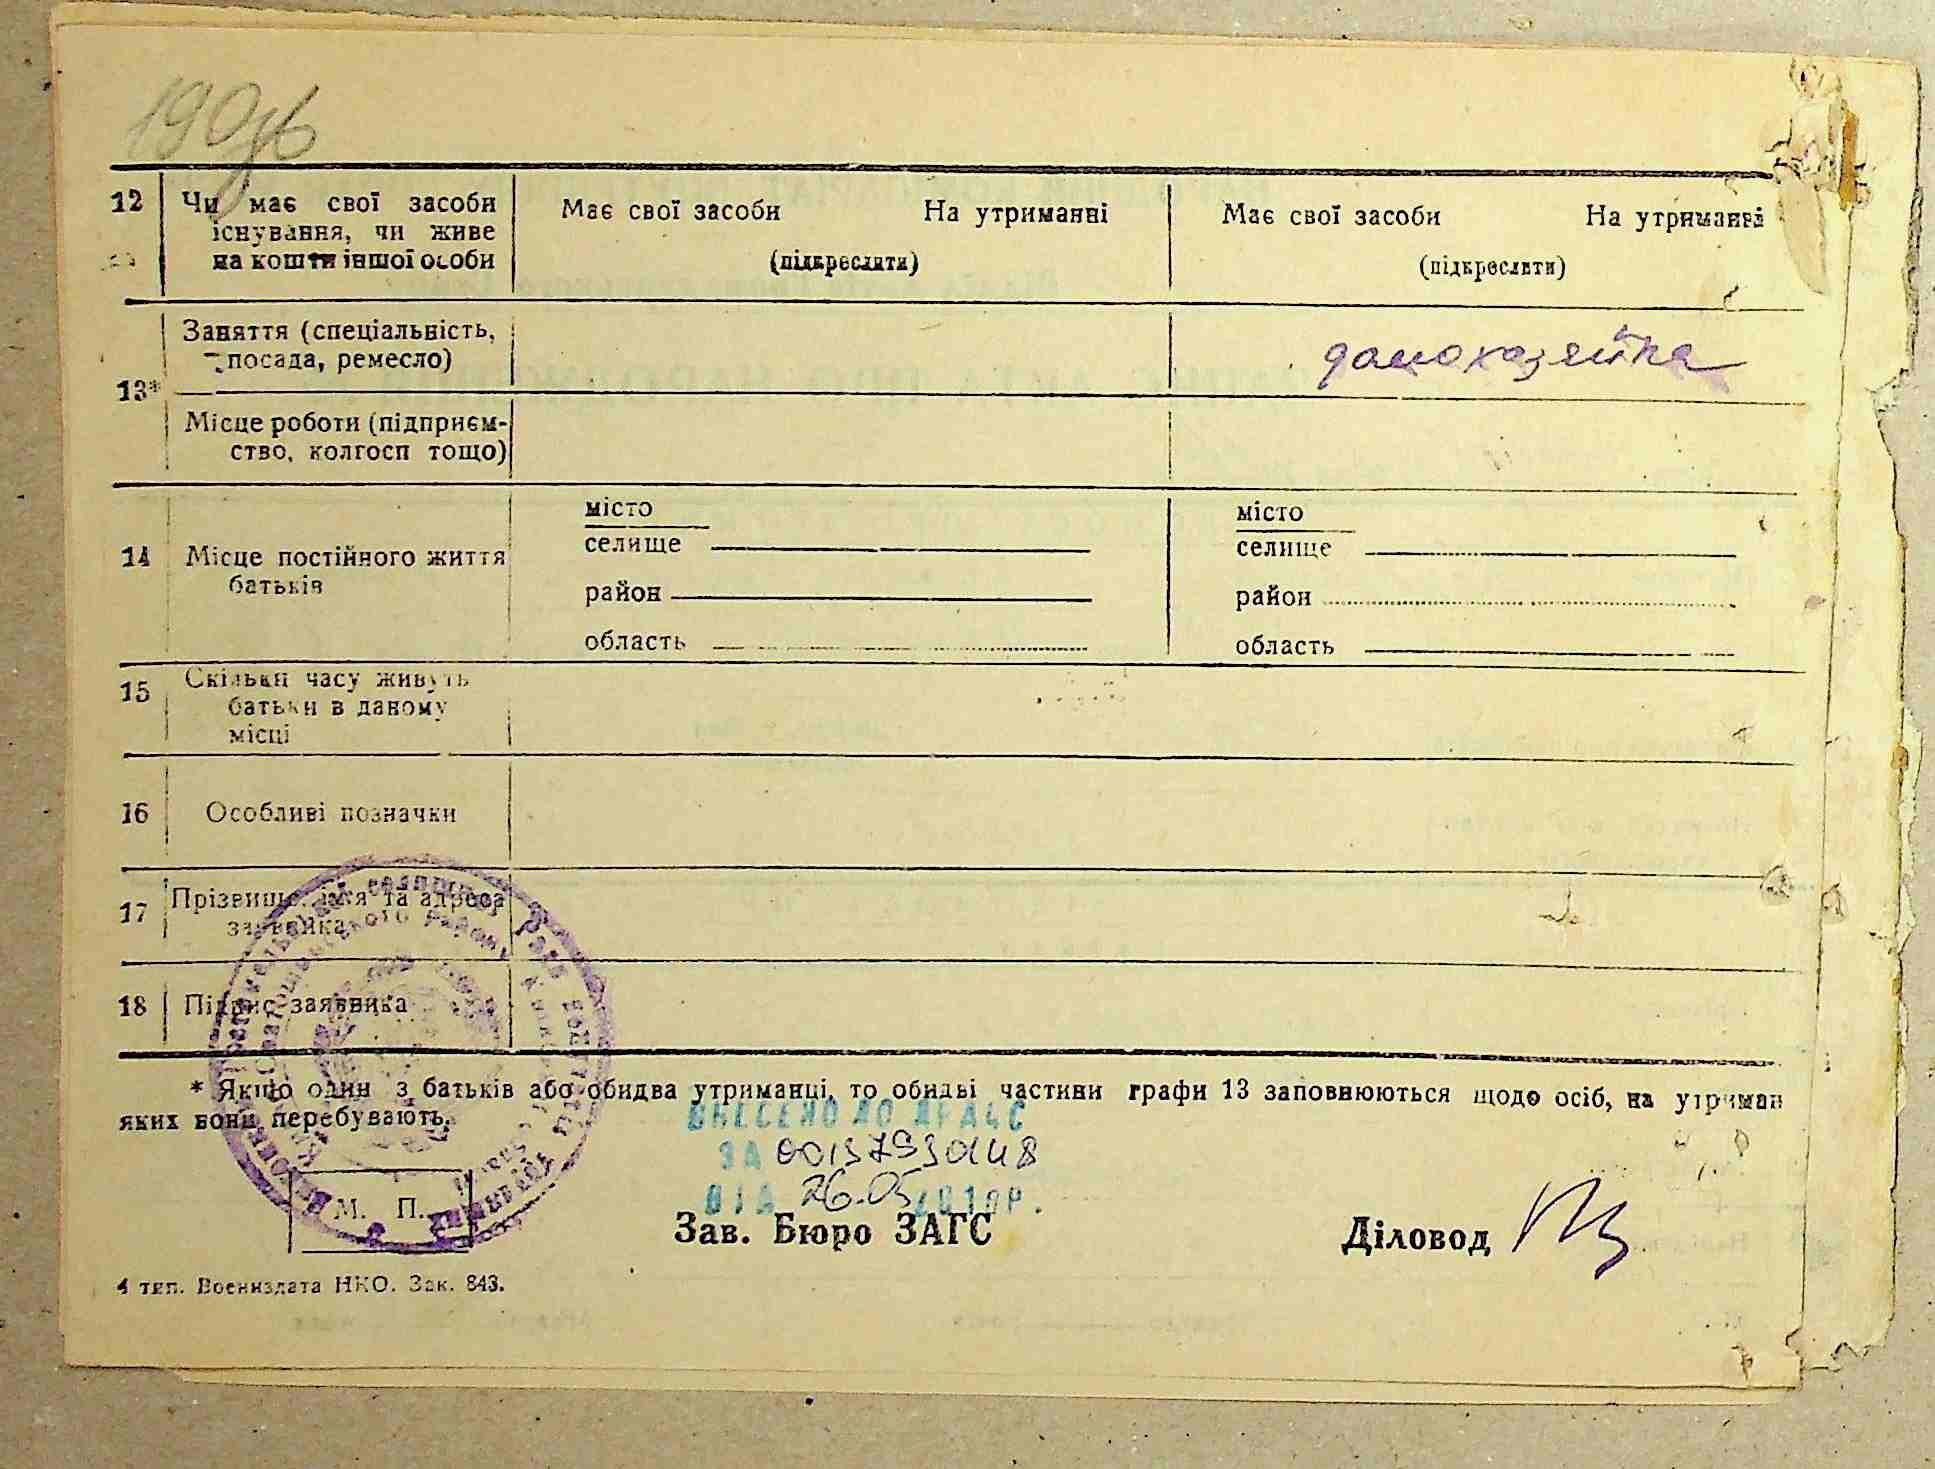 190зв
12 Чи має свої засоби існування, чи живе на кошти іншої особи
Має свої засоби На утриманні
(підкреслити)
Має свої засоби На утриманні
(підкреслити)
13* Заняття (спеціальність, посада, ремесло)
домохозяйка
Місце роботи (підприємство, колгосп тощо)
14 Місце постійного життя батьків
місто
селище
район
область
місто
селище
район
область
15 Скільки часу живуть батьки в даному місці
16 Особливі позначки
17 Прізвище, імя та адреса заявника
18 Підпис заявника
* Якщо один з батьків або обидва утриманці, то обидві частини графи 13 заповнюються щодо осіб, на утриман
яких вони перебувають.
ВНЕСЕНО ДО ДРАЦС
ЗА 00137930148
ВІД 26.05.2010Р.
М. П.
Зав. Бюро ЗАГС
Діловод
4 тип. Воениздата НКО. Зак. 843.